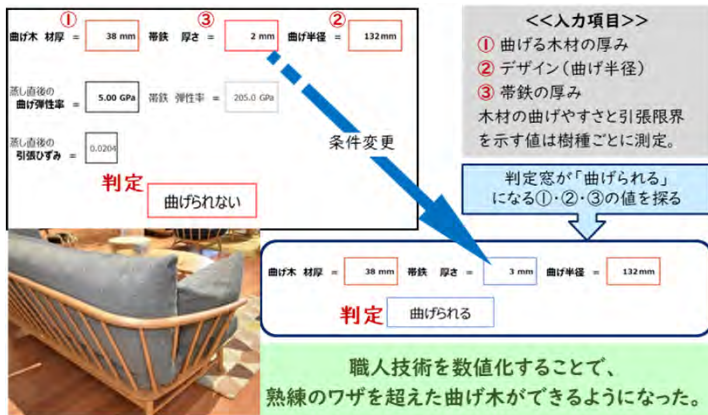 ① ③ ②
曲げ木 材厚 = 38 mm 帯鉄 厚さ = 2 mm 曲げ半径 = 132mm
蒸し直後の
曲げ弾性率 = 5.00 GPa 帯鉄 弾性率 = 205.0 GPa
蒸し直後の
引張ひずみ = 0.0204
判定
曲げられない
条件変更
<<入力項目>>
① 曲げる木材の厚み
② デザイン(曲げ半径)
③ 帯鉄の厚み
木材の曲げやすさと引張限界
を示す値は樹種ごとに測定。
判定窓が「曲げられる」
になる①・②・③の値を探る
曲げ木 材厚 = 38 mm 帯鉄 厚さ = 3 mm 曲げ半径 = 132mm
判定 曲げられる
職人技術を数値化することで、
熟練のワザを超えた曲げ木ができるようになった。